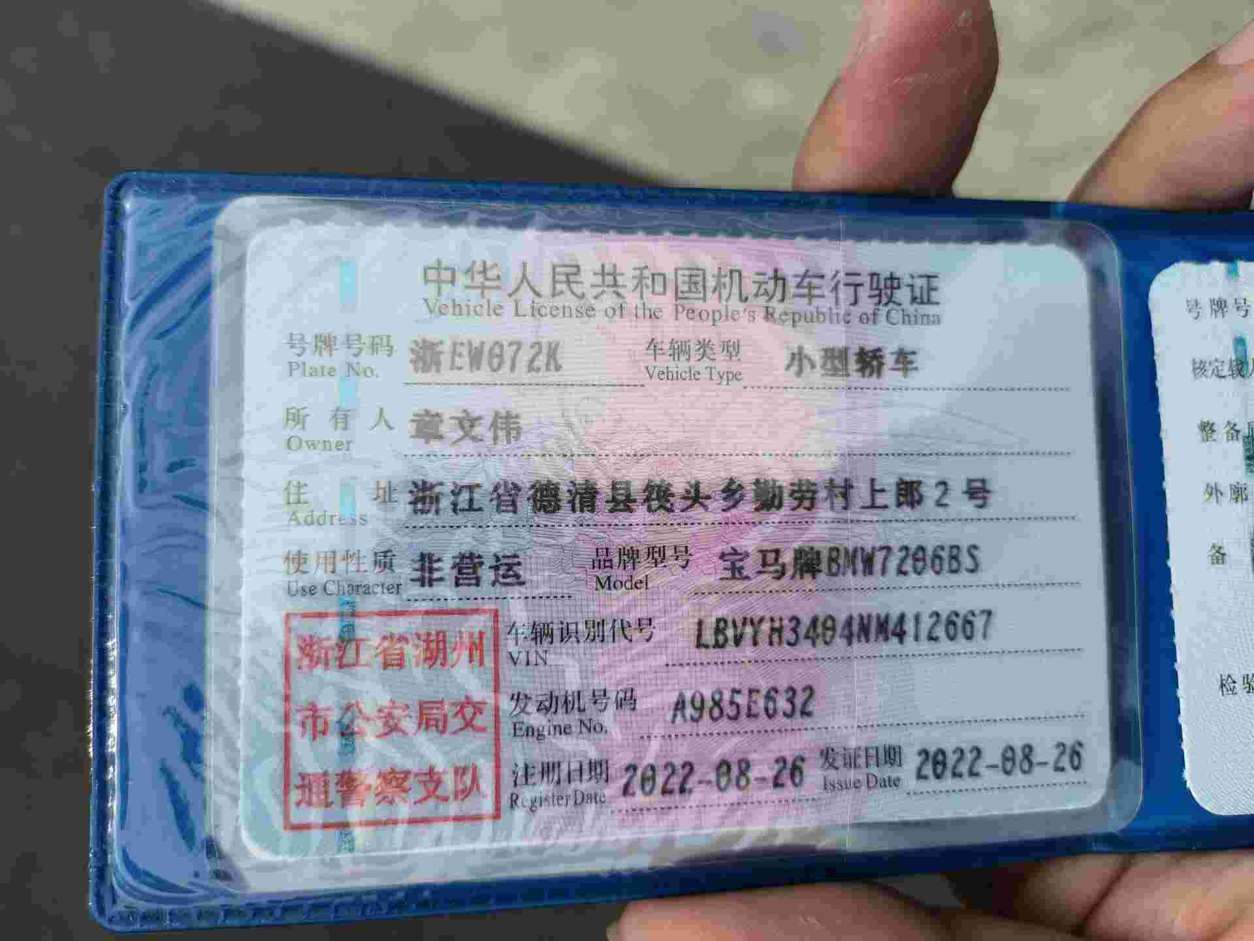 中华人民共和国机动车行驶证
Vehicle License of the People's Republic of China
号牌号码 浙EW072K 车辆类型 小型轿车
Plate No. Vehicle Type
所有人 章文伟
Owner
住址 浙江省德清县筏头乡勤劳村上郎2号
Address
使用性质 非营运 品牌型号 宝马牌BMW7206BS
Use Character Model
车辆识别代号 LBVYH3404NM412667
VIN
发动机号码 A985E632
Engine No.
注册日期 2022-08-26 发证日期 2022-08-26
Register Date Issue Date
浙江省湖州
市公安局交
通警察支队
号牌号
核定载人
整备
外廓
备
检验